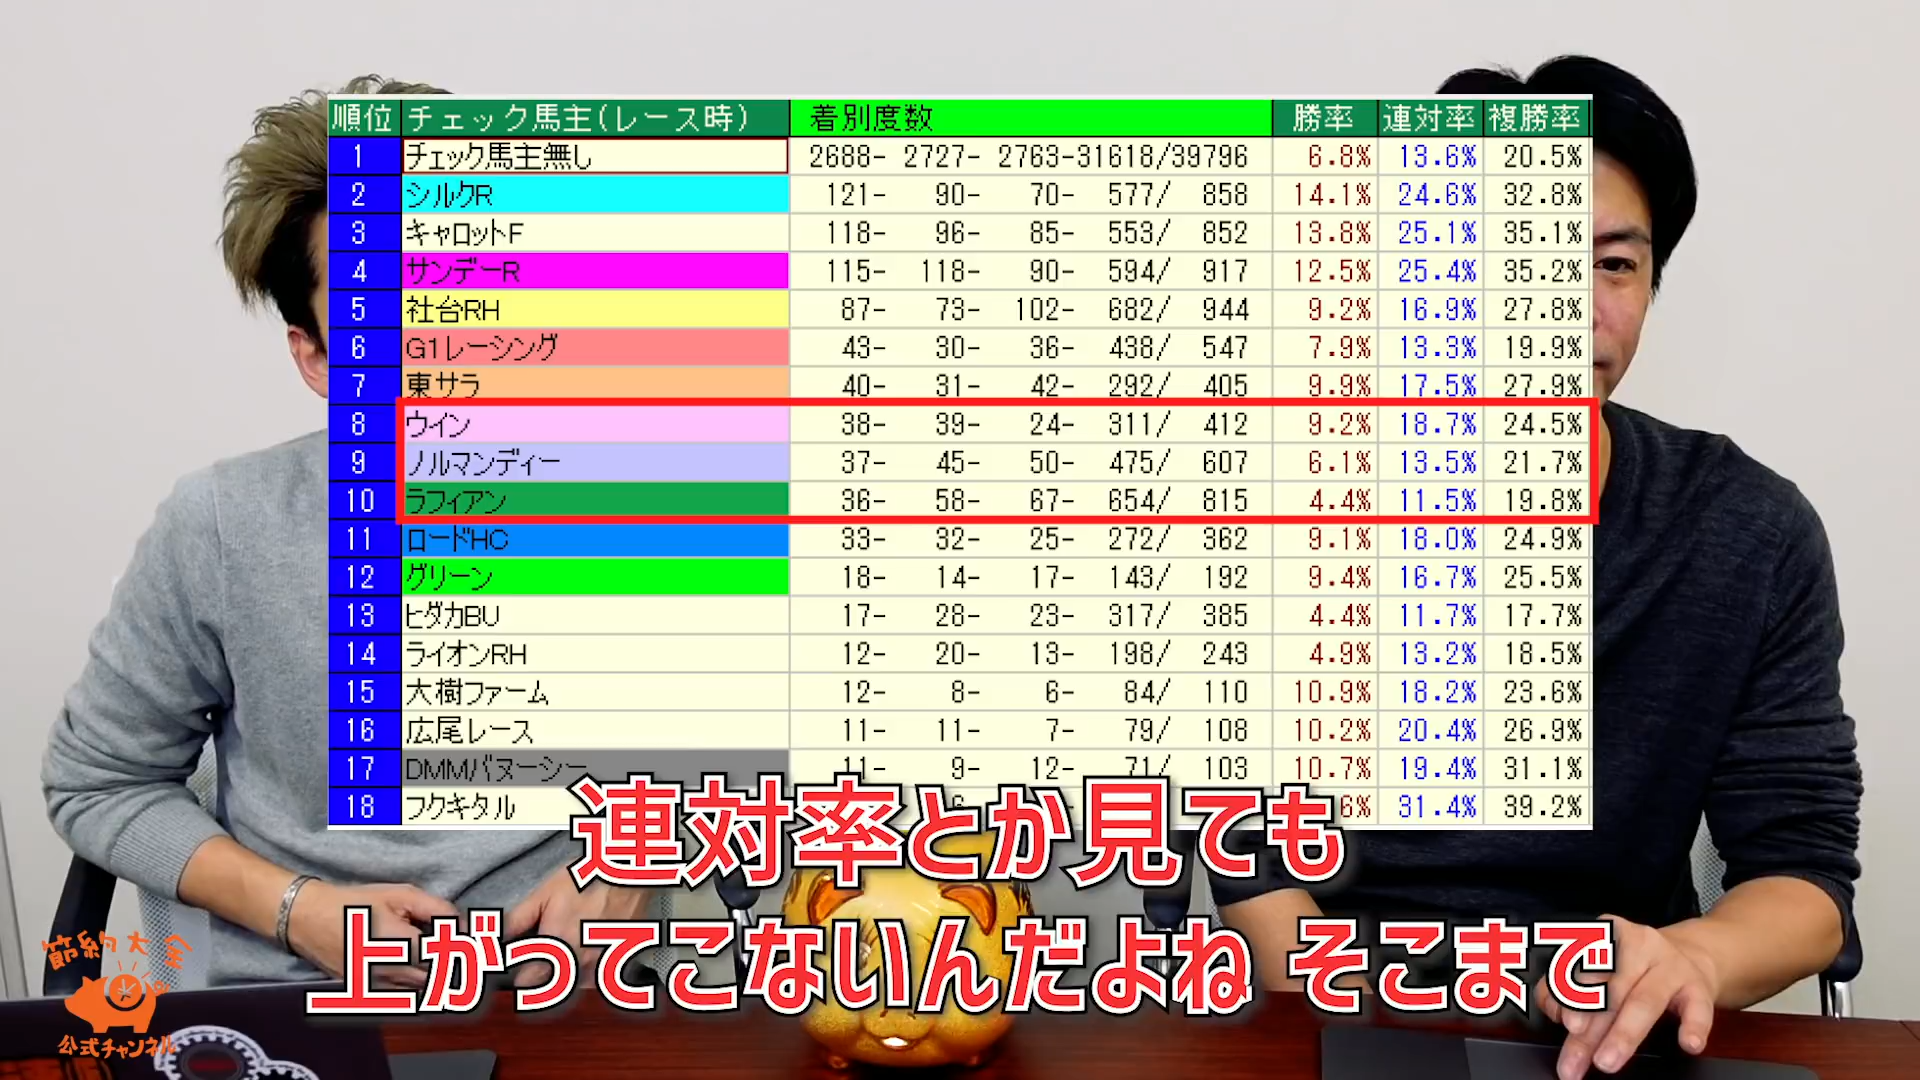 順位 チェック馬主(レース時) 着別度数 勝率 連対率 複勝率
1 チェック馬主無し 2688- 2727- 2763-31618/39796 6.8% 13.6% 20.5%
2 シルクR 121- 90- 70- 577/ 858 14.1% 24.6% 32.8%
3 キャロットF 118- 96- 85- 553/ 852 13.8% 25.1% 35.1%
4 サンデーR 115- 118- 90- 594/ 917 12.5% 25.4% 35.2%
5 社台RH 87- 73- 102- 682/ 944 9.2% 16.9% 27.8%
6 G1レーシング 43- 30- 36- 438/ 547 7.9% 13.3% 19.9%
7 東サラ 40- 31- 42- 292/ 405 9.9% 17.5% 27.9%
8 ウイン 38- 39- 24- 311/ 412 9.2% 18.7% 24.5%
9 ノルマンディー 37- 45- 50- 475/ 607 6.1% 13.5% 21.7%
10 ラフィアン 36- 58- 67- 654/ 815 4.4% 11.5% 19.8%
11 ロードHC 33- 32- 25- 272/ 362 9.1% 18.0% 24.9%
12 グリーン 18- 14- 17- 143/ 192 9.4% 16.7% 25.5%
13 ヒダカBU 17- 28- 23- 317/ 385 4.4% 11.7% 17.7%
14 ライオンRH 12- 20- 13- 198/ 243 4.9% 13.2% 18.5%
15 大樹ファーム 12- 8- 6- 84/ 110 10.9% 18.2% 23.6%
16 広尾レース 11- 11- 7- 79/ 108 10.2% 20.4% 26.9%
17 DMMバヌーシー 11- 9- 12- 71/ 103 10.7% 19.4% 31.1%
18 フクキタル 6% 31.4% 39.2%
連対率とか見ても
上がってこないんだよね そこまで
節約大全
公式チャンネル